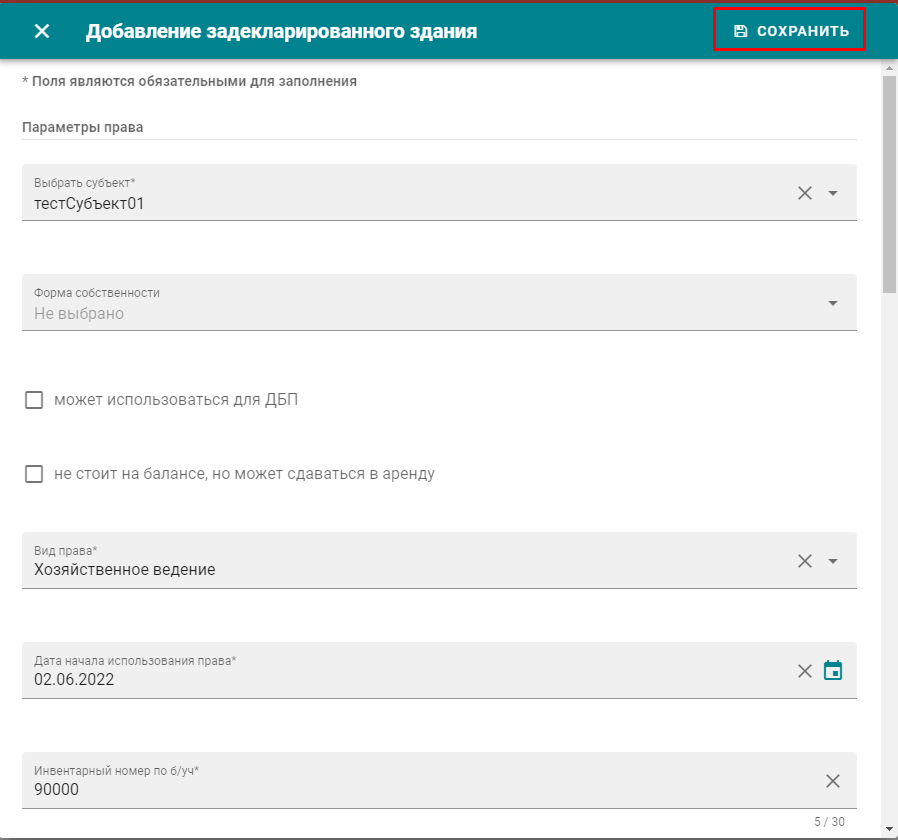 Добавление задекларированного здания
СОХРАНИТЬ
* Поля являются обязательными для заполнения
Параметры права
Выбрать субъект*
тестСубъект01
Форма собственности
Не выбрано
может использоваться для ДБП
не стоит на балансе, но может сдаваться в аренду
Вид права*
Хозяйственное ведение
Дата начала использования права*
02.06.2022
Инвентарный номер по б/уч*
90000
5 / 30